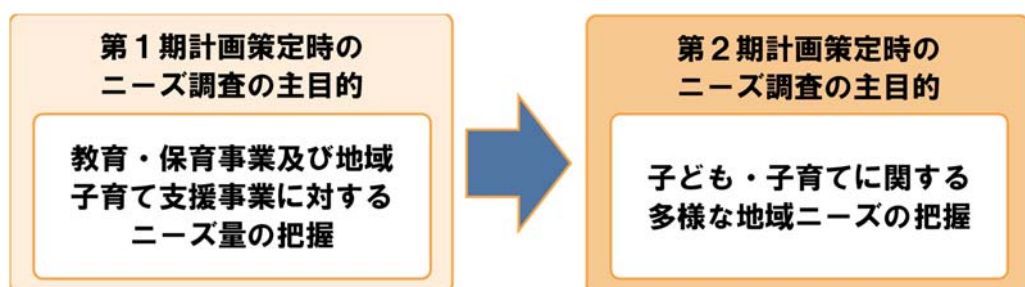 第１期計画策定時の
ニーズ調査の主目的
教育・保育事業及び地域
子育て支援事業に対する
ニーズ量の把握
第２期計画策定時の
ニーズ調査の主目的
子ども・子育てに関する
多様な地域ニーズの把握